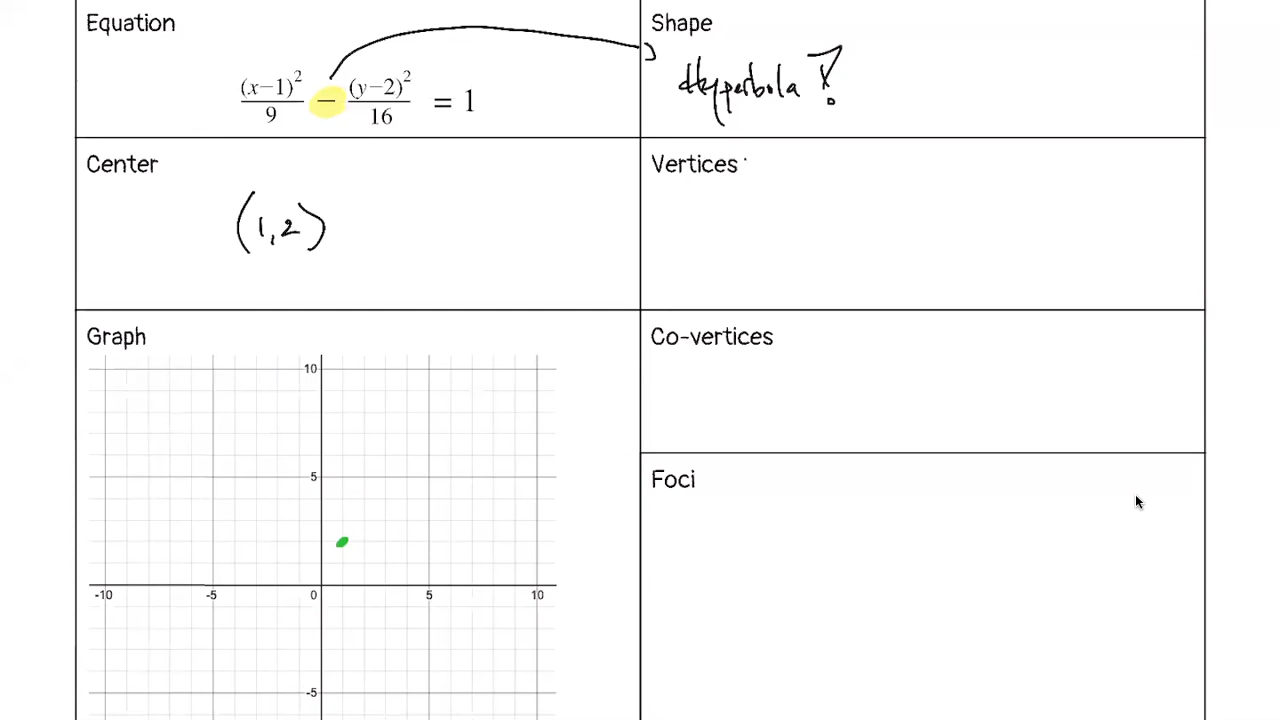 Equation
(x−1)²/9 − (y−2)²/16 = 1
Shape
Hyperbola !
Center
(1,2)
Vertices
Graph
10
5
-10 -5 0 5 10
-5
Co-vertices
Foci